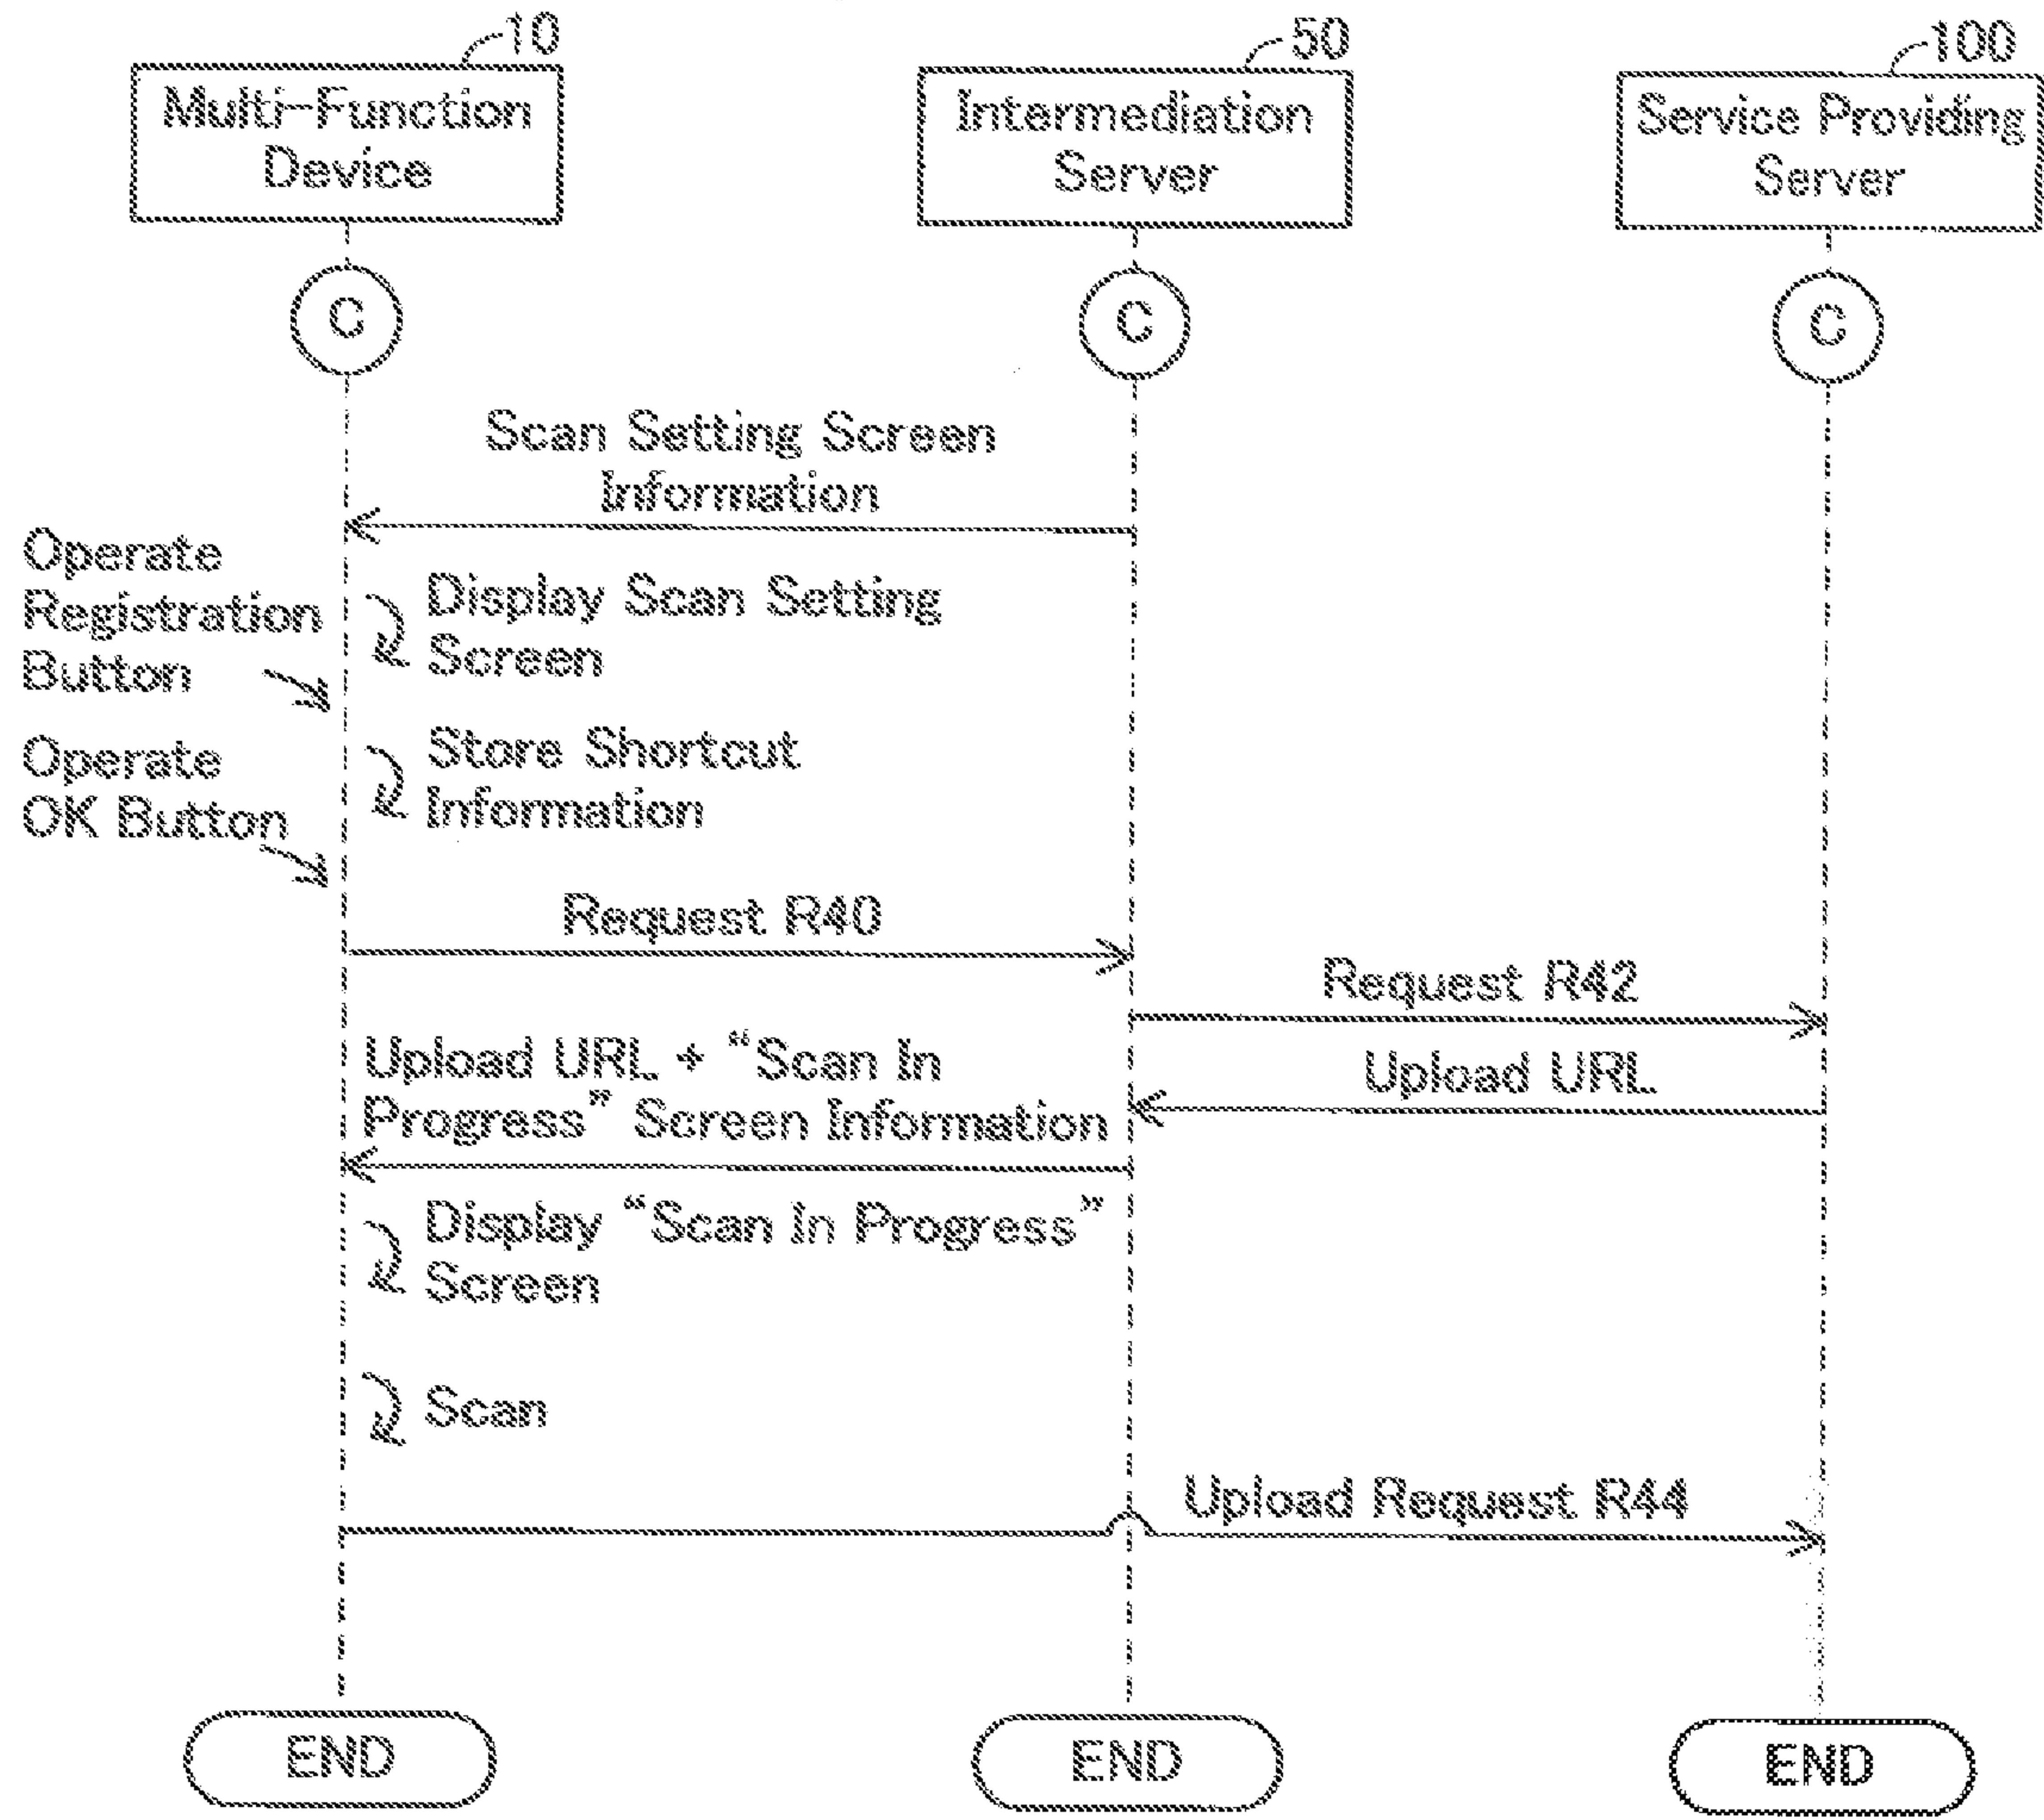 10
50
100
Multi-Function
Device
Intermediation
Server
Service Providing
Server
C
C
C
Scan Setting Screen
Information
Operate
Registration
Button
Display Scan Setting
Screen
Operate
OK Button
Store Shortcut
Information
Request R40
Request R42
Upload URL + “Scan In
Progress” Screen Information
Upload URL
Display “Scan In Progress”
Screen
Scan
Upload Request R44
END
END
END